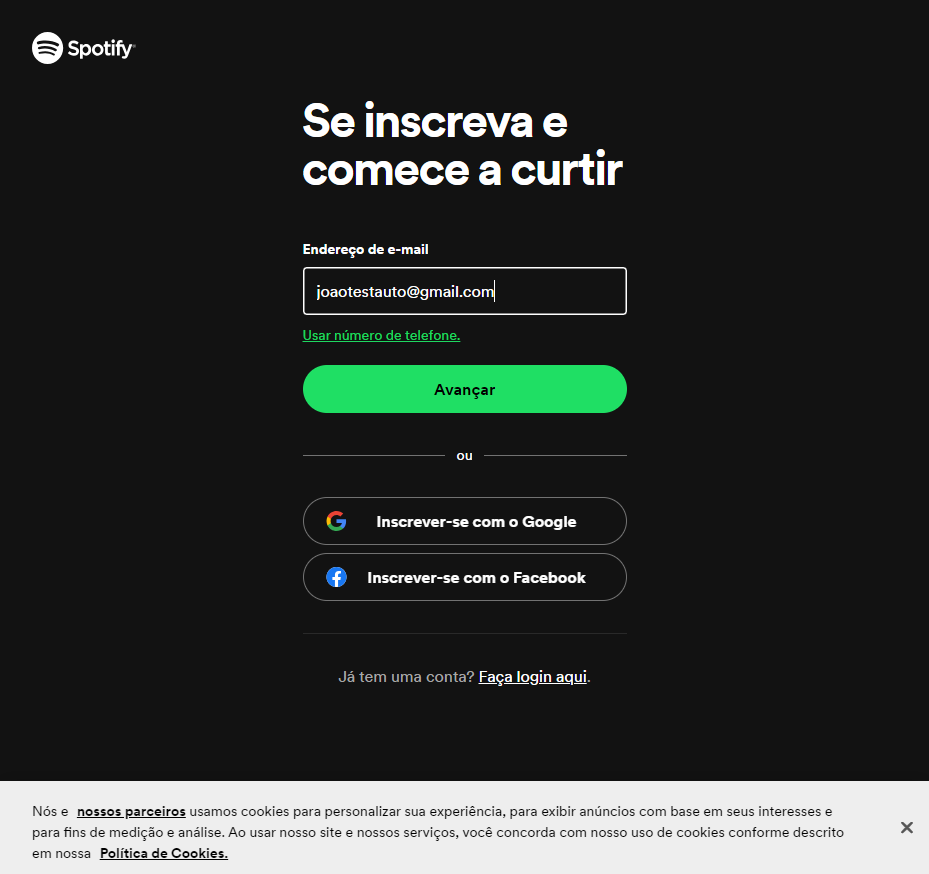 Spotify
Se inscreva e
comece a curtir
Endereço de e-mail
joaotestauto@gmail.com
Usar número de telefone.
Avançar
ou
Inscrever-se com o Google
Inscrever-se com o Facebook
Já tem uma conta? Faça login aqui.
Nós e nossos parceiros usamos cookies para personalizar sua experiência, para exibir anúncios com base em seus interesses e
para fins de medição e análise. Ao usar nosso site e nossos serviços, você concorda com nosso uso de cookies conforme descrito
em nossa Política de Cookies.